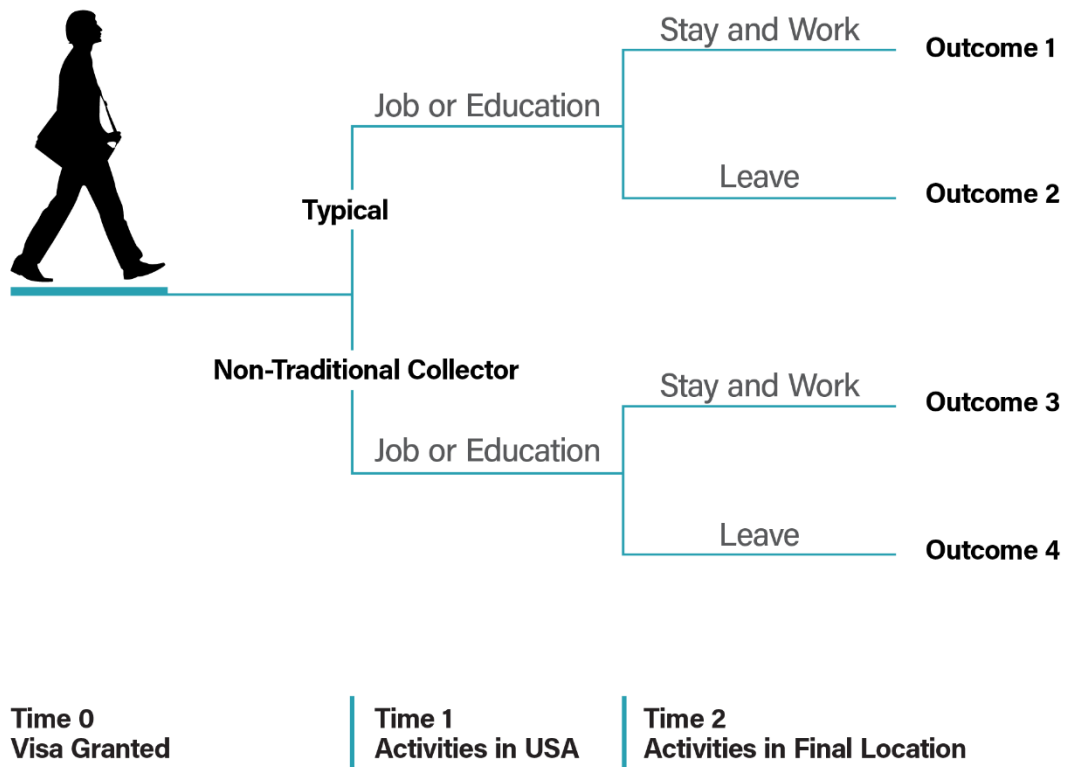 Stay and Work
Outcome 1
Job or Education
Leave
Outcome 2
Typical
Non-Traditional Collector
Stay and Work
Outcome 3
Job or Education
Leave
Outcome 4
Time 0
Visa Granted
Time 1
Activities in USA
Time 2
Activities in Final Location